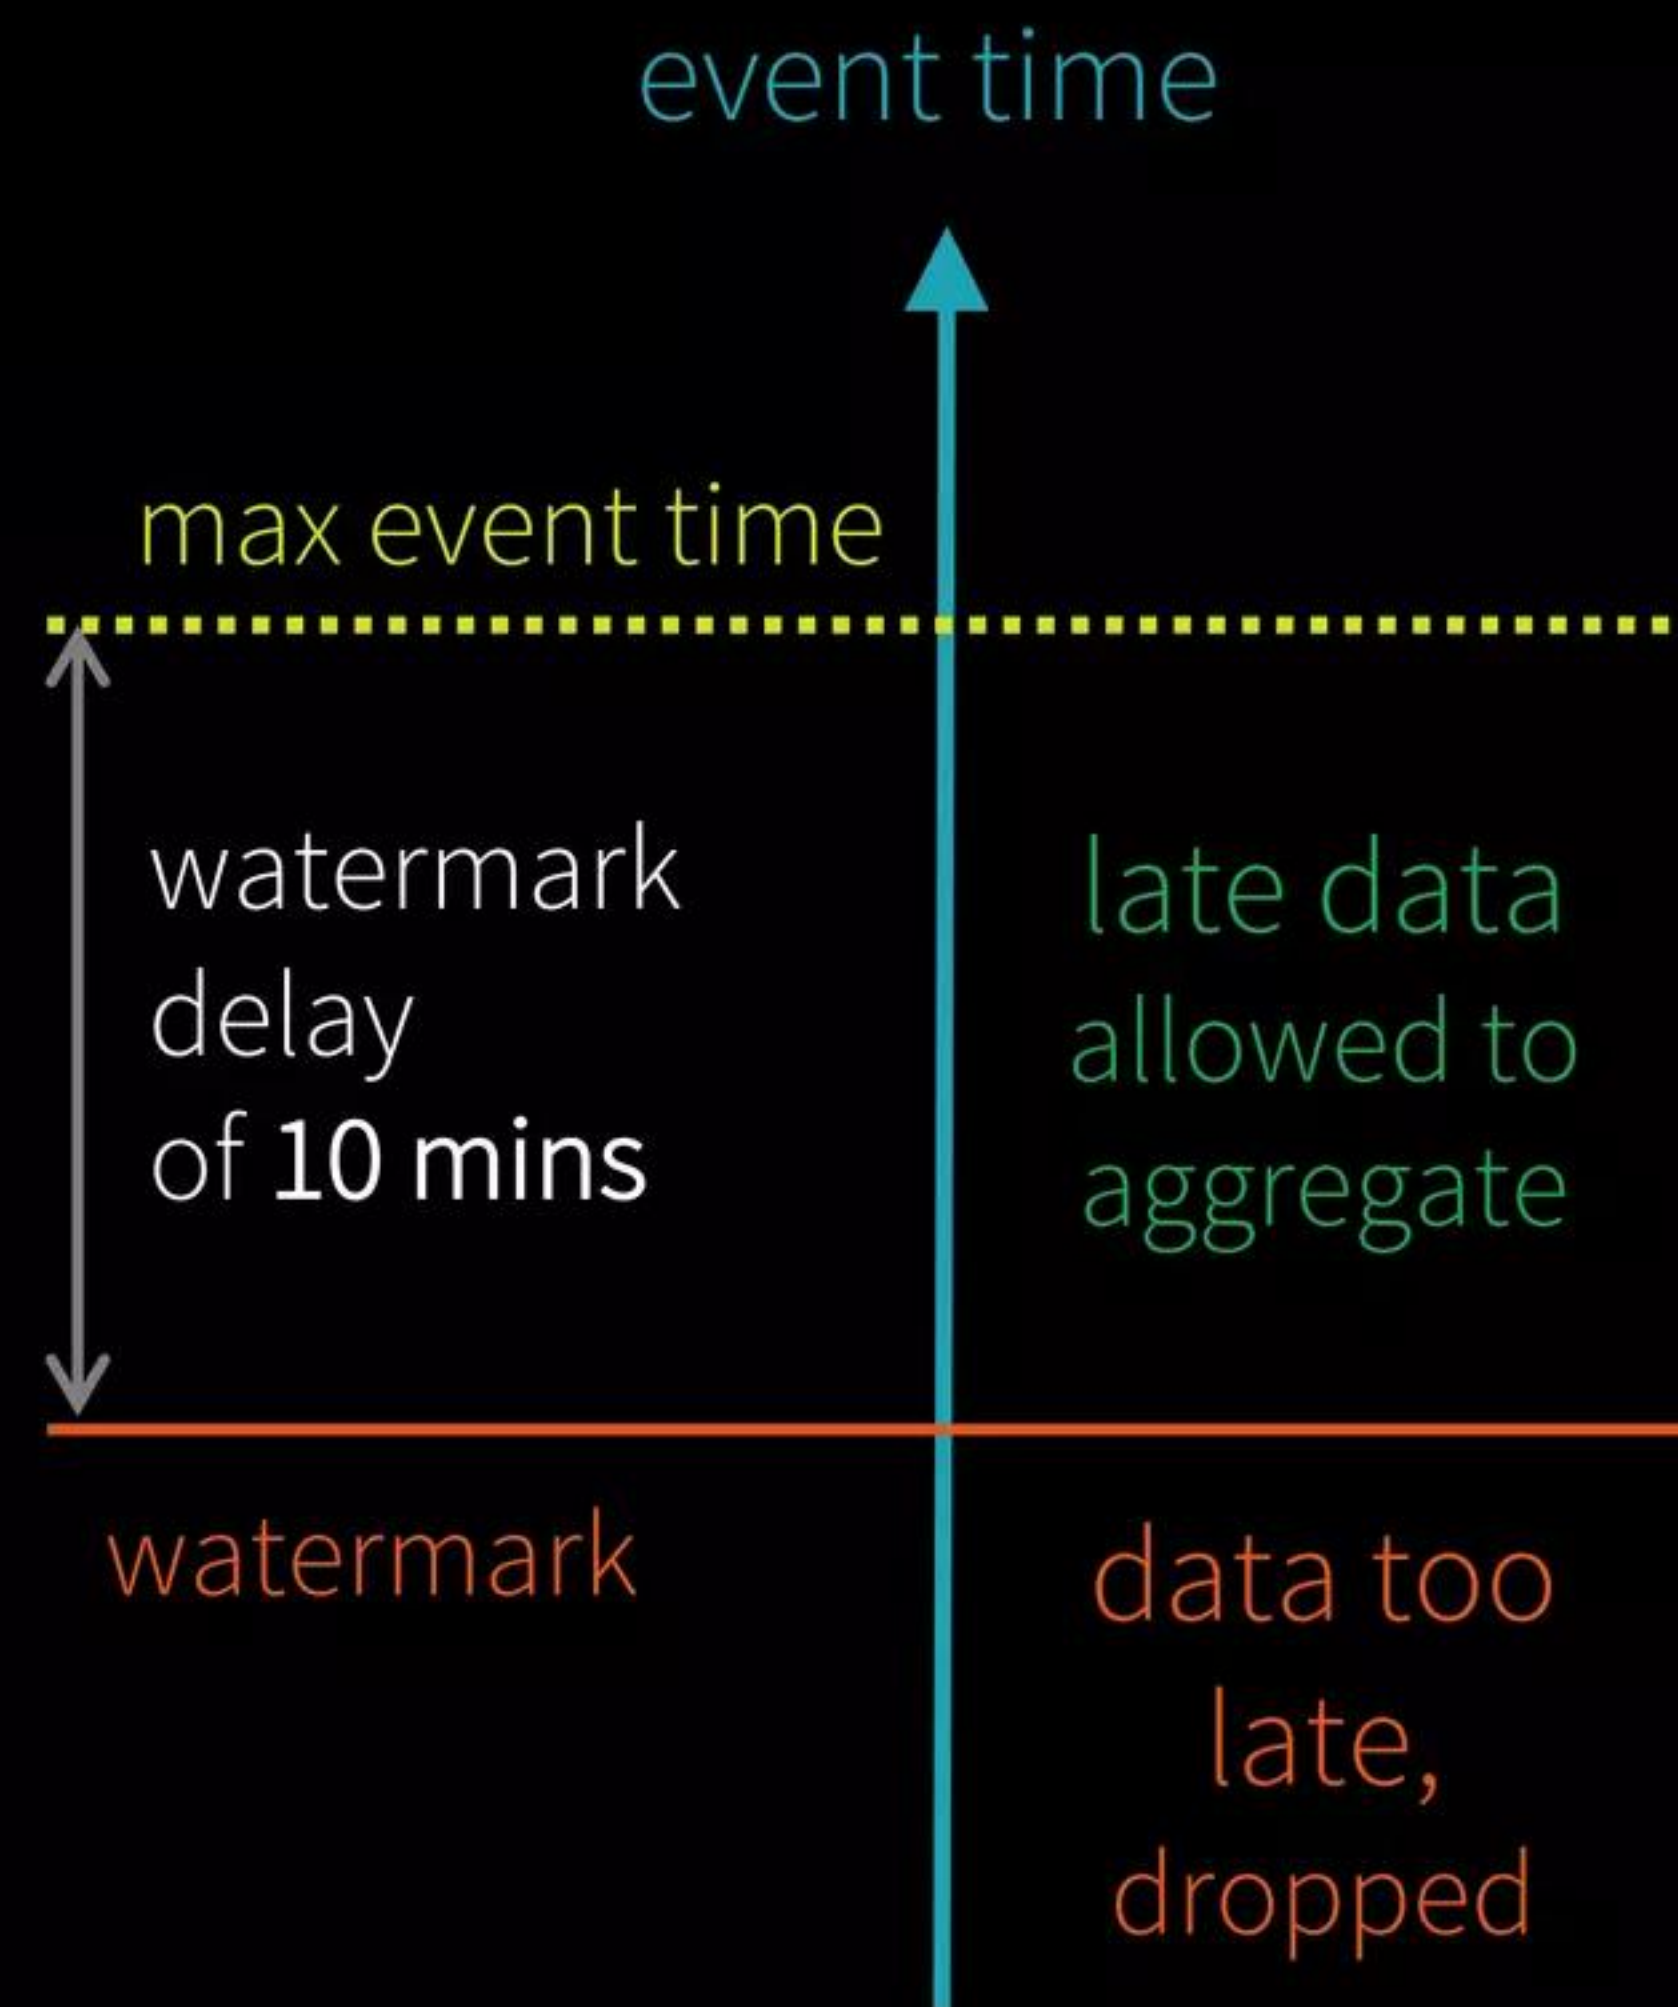 event time
max event time
watermark
delay
of 10 mins
late data
allowed to
aggregate
watermark
data too
late,
dropped